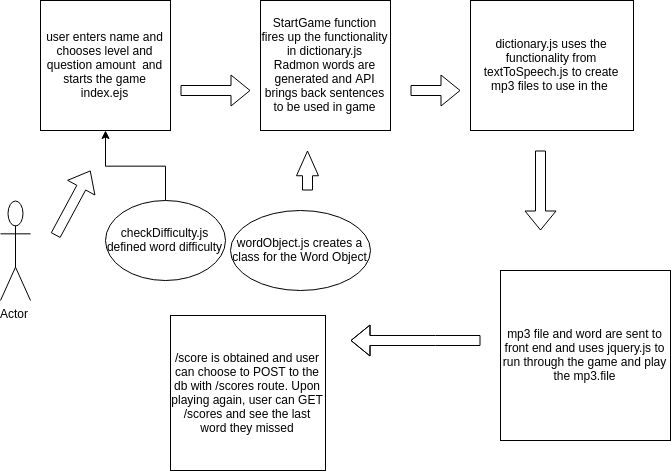 user enters name and
chooses level and
question amount and
starts the game
index.ejs
StartGame function
fires up the functionality
in dictionary.js
Radmon words are
generated and API
brings back sentences
to be used in game
dictionary.js uses the
functionality from
textToSpeech.js to create
mp3 files to use in the
checkDifficulty.js
defined word difficulty
wordObject.js creates a
class for the Word Object
Actor
mp3 file and word are sent to
front end and uses jquery.js to
run through the game and play
the mp3.file
/score is obtained and user
can choose to POST to the
db with /scores route. Upon
playing again, user can GET
/scores and see the last
word they missed